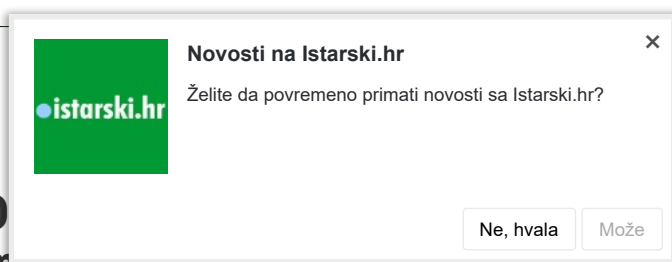 Novosti na Istarski.hr
Želite da povremeno primati novosti sa Istarski.hr?
istarski.hr
Ne, hvala
Može